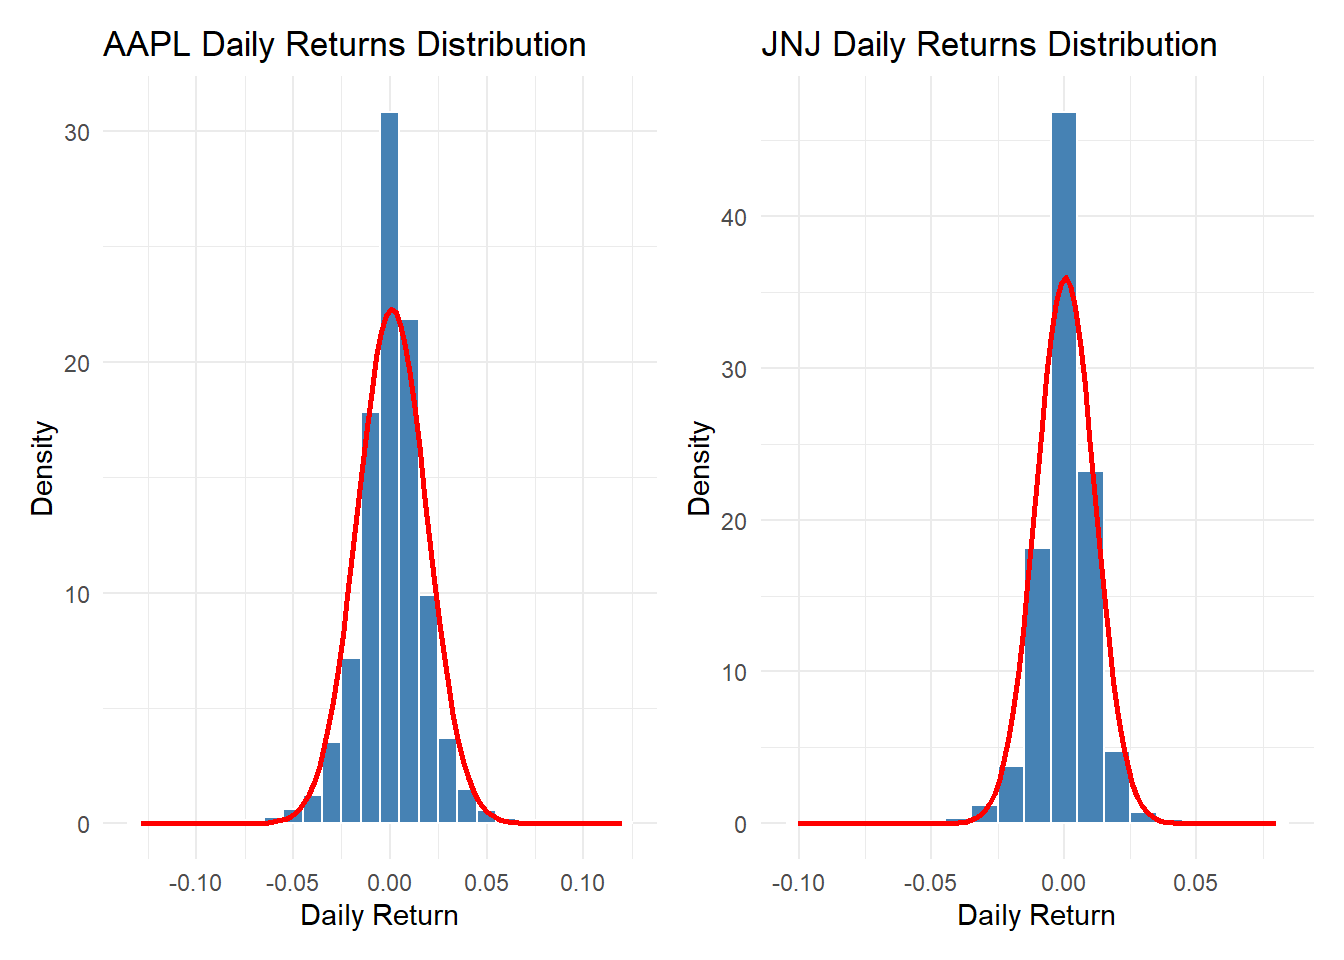 AAPL Daily Returns Distribution
30
20
10
0
Density
-0.10 -0.05 0.00 0.05 0.10
Daily Return
JNJ Daily Returns Distribution
40
30
20
10
0
Density
-0.10 -0.05 0.00 0.05
Daily Return